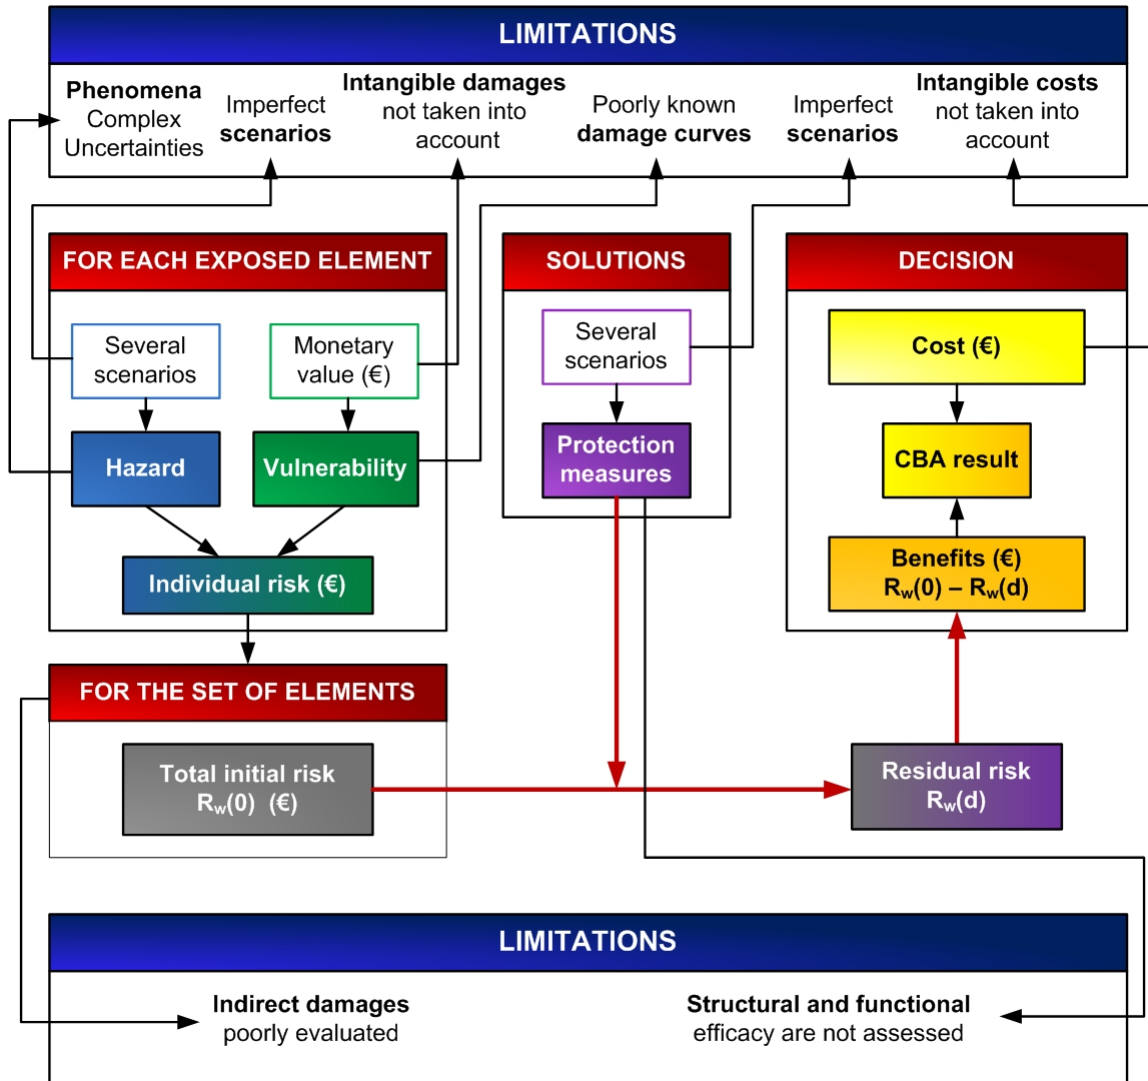 LIMITATIONS
Phenomena
Complex
Uncertainties
Imperfect
scenarios
Intangible damages
not taken into
account
Poorly known
damage curves
Imperfect
scenarios
Intangible costs
not taken into
account
FOR EACH EXPOSED ELEMENT
Several
scenarios
Monetary
value (€)
Hazard
Vulnerability
Individual risk (€)
SOLUTIONS
Several
scenarios
Protection
measures
DECISION
Cost (€)
CBA result
Benefits (€)
Rw(0) – Rw(d)
FOR THE SET OF ELEMENTS
Total initial risk
Rw(0) (€)
Residual risk
Rw(d)
LIMITATIONS
Indirect damages
poorly evaluated
Structural and functional
efficacy are not assessed